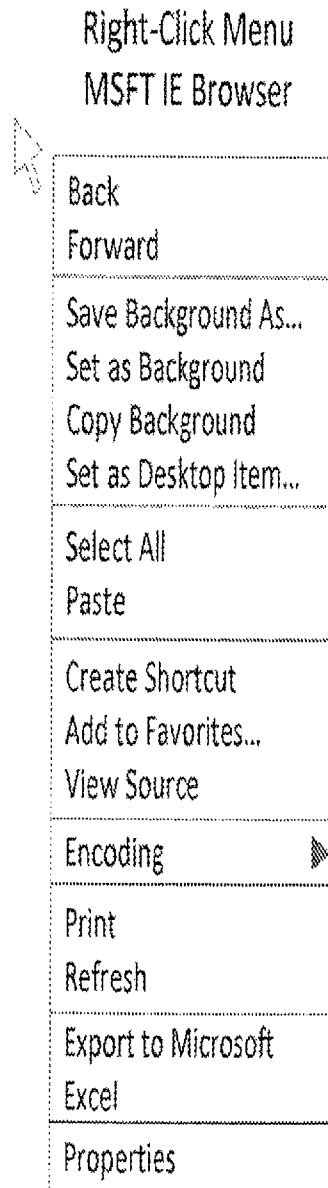 Right-Click Menu
MSFT IE Browser
Back
Forward
Save Background As...
Set as Background
Copy Background
Set as Desktop Item...
Select All
Paste
Create Shortcut
Add to Favorites...
View Source
Encoding
Print
Refresh
Export to Microsoft
Excel
Properties